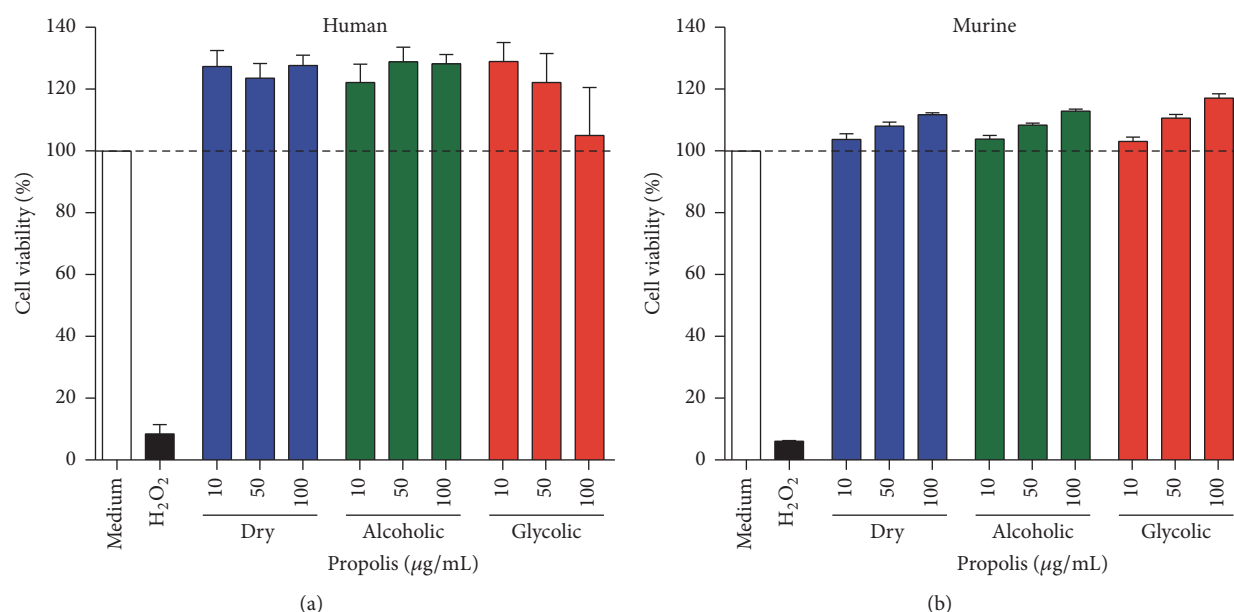 Human
Cell viability (%)
140
120
100
80
60
40
20
0
Medium
H₂O₂
10
50
100
10
50
100
10
50
100
Dry
Alcoholic
Glycolic
Propolis (μg/mL)
(a)
Murine
Cell viability (%)
140
120
100
80
60
40
20
0
Medium
H₂O₂
10
50
100
10
50
100
10
50
100
Dry
Alcoholic
Glycolic
Propolis (μg/mL)
(b)